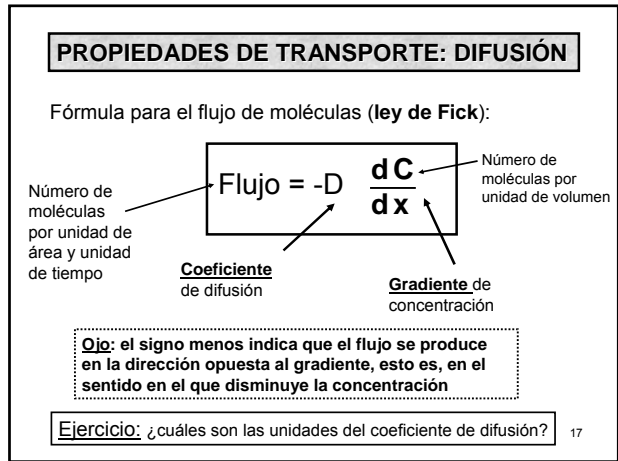 PROPIEDADES DE TRANSPORTE: DIFUSIÓN
Fórmula para el flujo de moléculas (ley de Fick):
Flujo = -D dC
dx
Número de
moléculas
por unidad de
área y unidad
de tiempo
Número de
moléculas por
unidad de volumen
Coeficiente
de difusión
Gradiente de
concentración
Ojo: el signo menos indica que el flujo se produce
en la dirección opuesta al gradiente, esto es, en el
sentido en el que disminuye la concentración
Ejercicio: ¿cuáles son las unidades del coeficiente de difusión?
17